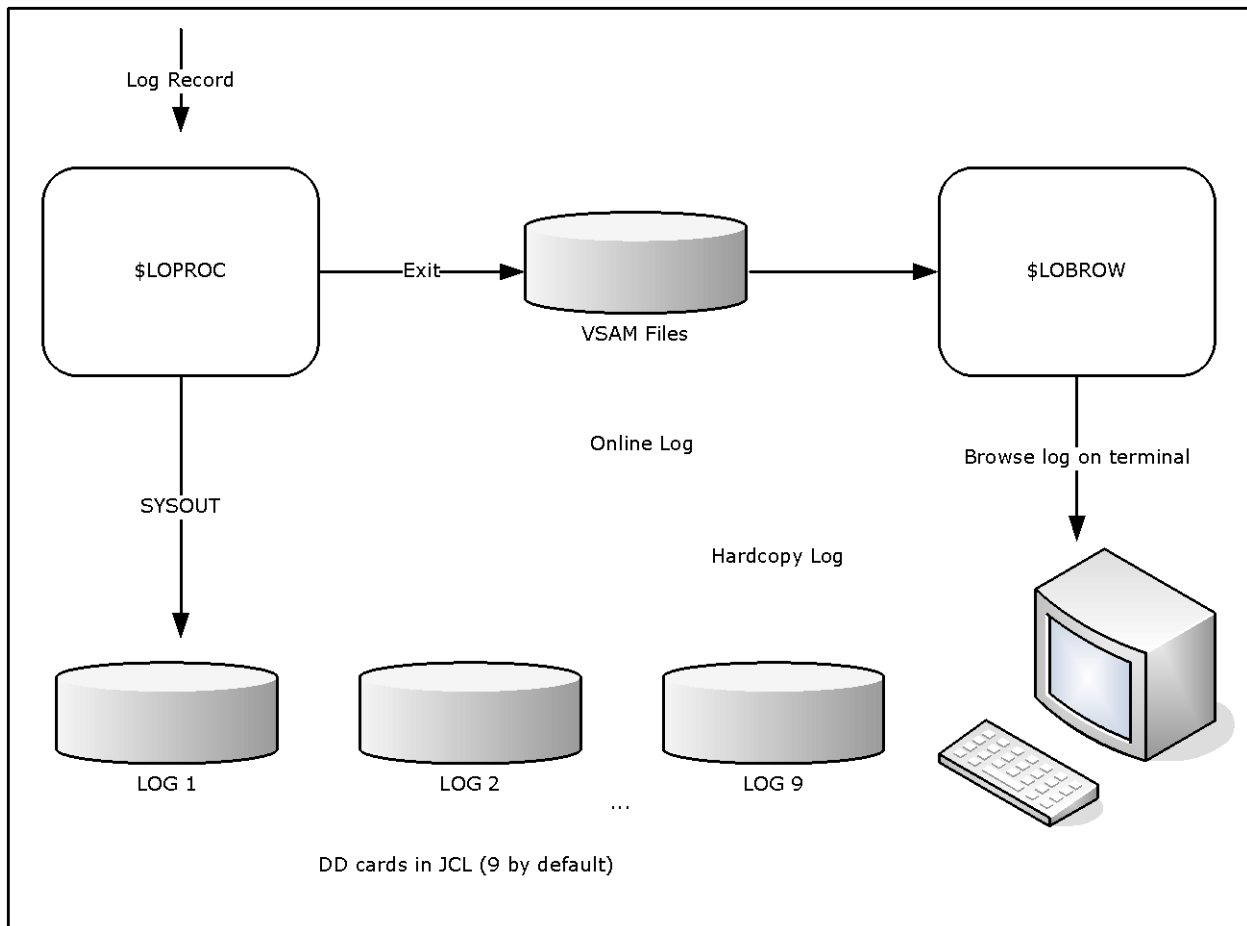 Log Record
$LOPROC
Exit
VSAM Files
$LOBROW
Online Log
Browse log on terminal
SYSOUT
Hardcopy Log
LOG 1
LOG 2
...
LOG 9
DD cards in JCL (9 by default)